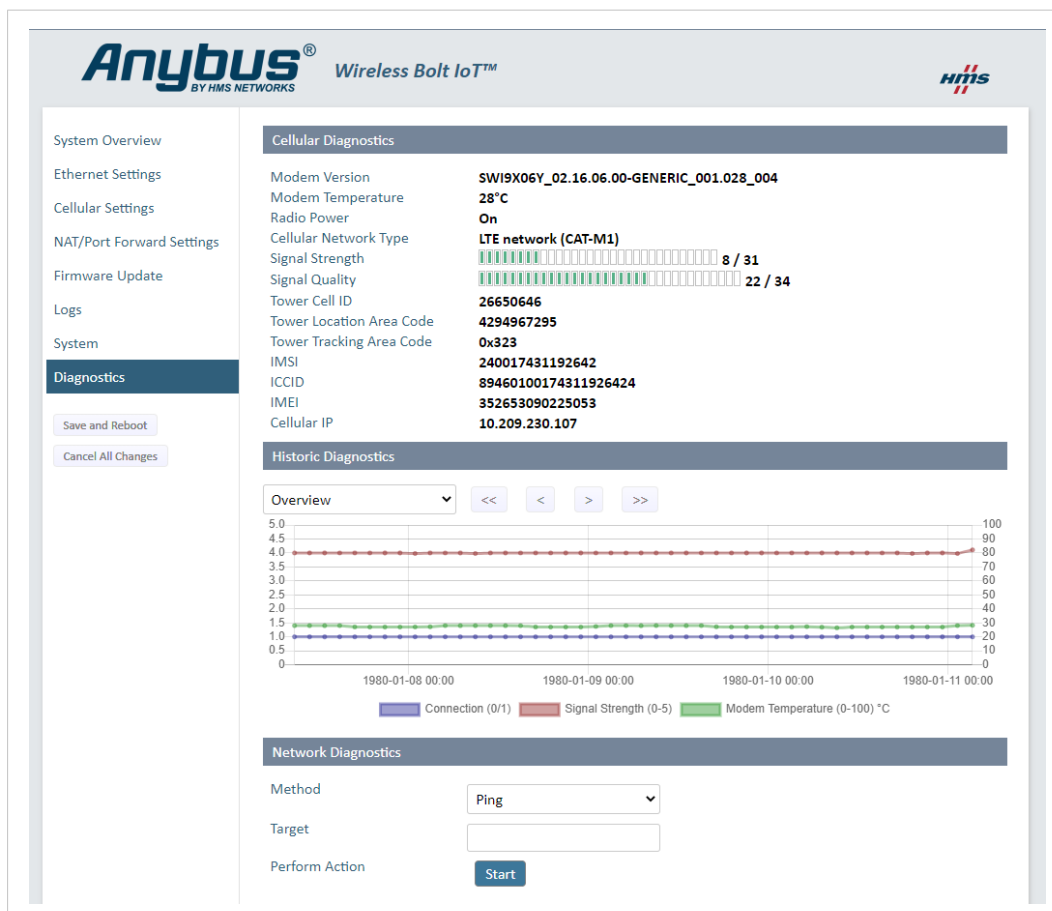 Anybus®
BY HMS NETWORKS
Wireless Bolt IoT™
HMS
System Overview
Ethernet Settings
Cellular Settings
NAT/Port Forward Settings
Firmware Update
Logs
System
Diagnostics
Save and Reboot
Cancel All Changes
Cellular Diagnostics
Modem Version SWI9X06Y_02.16.06.00-GENERIC_001.028_004
Modem Temperature 28°C
Radio Power On
Cellular Network Type LTE network (CAT-M1)
Signal Strength 8 / 31
Signal Quality 22 / 34
Tower Cell ID 26650646
Tower Location Area Code 4294967295
Tower Tracking Area Code 0x323
IMSI 240017431192642
ICCID 89460100174311926424
IMEI 352653090225053
Cellular IP 10.209.230.107
Historic Diagnostics
Overview << < > >>
5.0 100
4.5 90
4.0 80
3.5 70
3.0 60
2.5 50
2.0 40
1.5 30
1.0 20
0.5 10
0 0
1980-01-08 00:00 1980-01-09 00:00 1980-01-10 00:00 1980-01-11 00:00
Connection (0/1) Signal Strength (0-5) Modem Temperature (0-100) °C
Network Diagnostics
Method Ping
Target
Perform Action Start